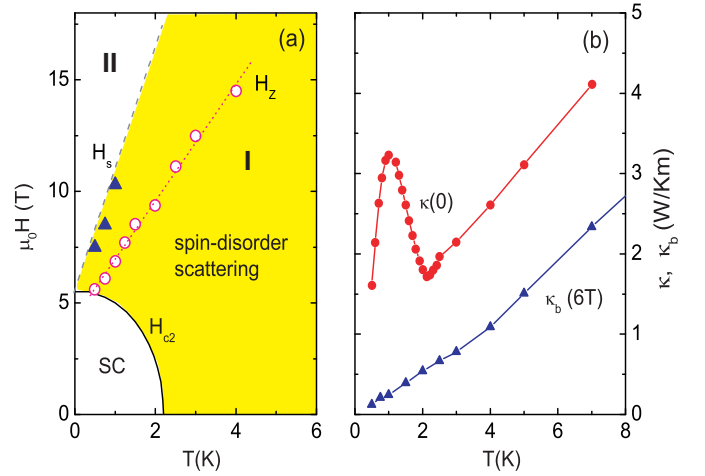 (a)
II
H_Z
H_s
I
spin-disorder
scattering
H_c2
SC
15
10
5
0
μ₀H (T)
0 2 4 6
T(K)
(b)
κ(0)
κ_b (6T)
5
4
3
2
1
0
κ, κ_b (W/Km)
0 2 4 6 8
T(K)